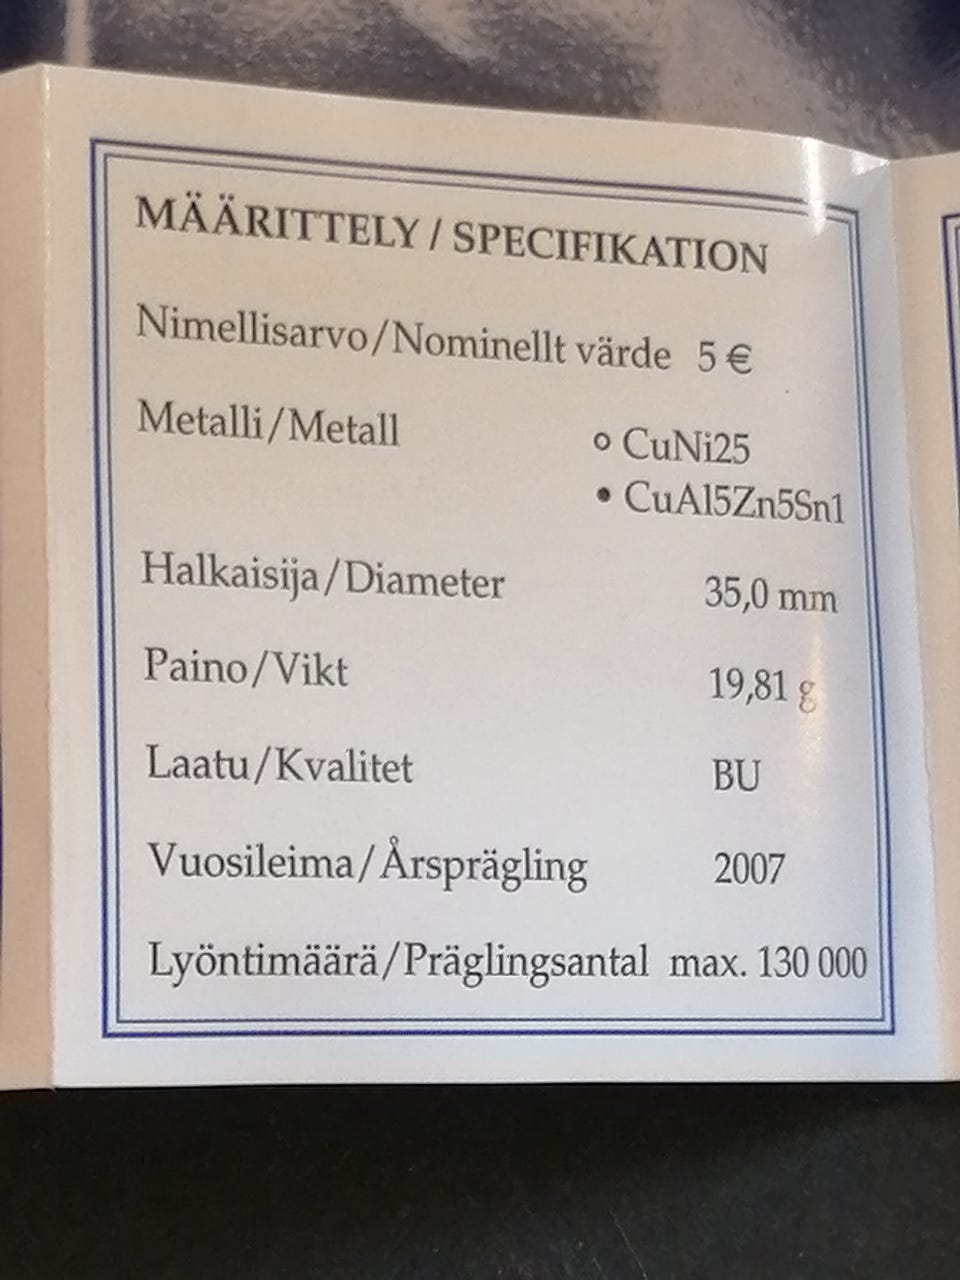 MÄÄRITTELY / SPECIFIKATION
Nimellisarvo/Nominellt värde 5 €
Metalli/Metall ○ CuNi25
● CuAl5Zn5Sn1
Halkaisija/Diameter 35,0 mm
Paino/Vikt 19,81 g
Laatu/Kvalitet BU
Vuosileima/Årsprägling 2007
Lyöntimäärä/Präglingsantal max. 130 000